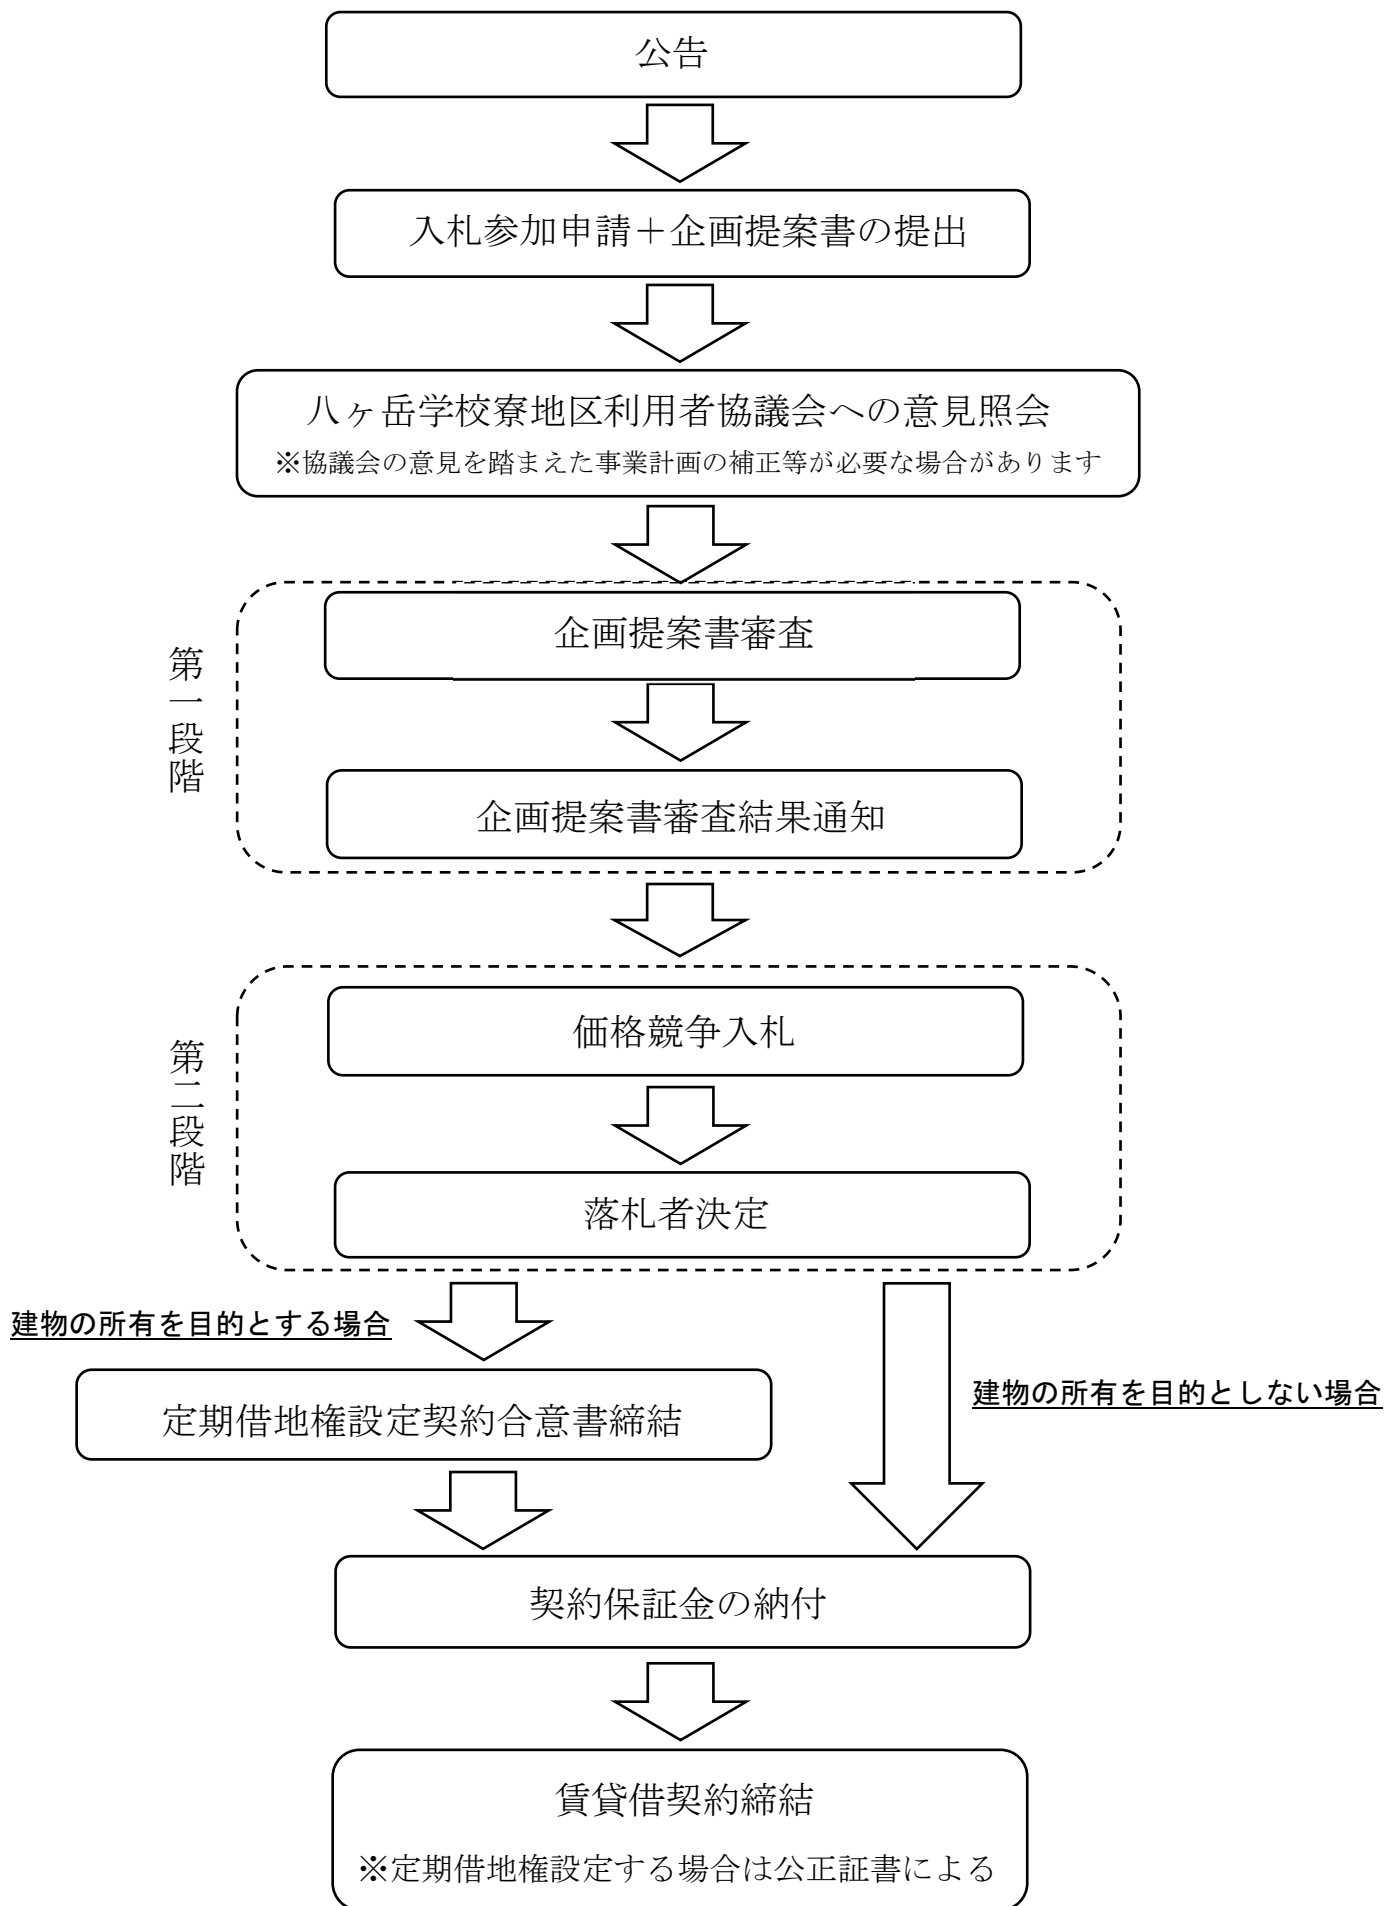 公告
入札参加申請+企画提案書の提出
八ヶ岳学校寮地区利用者協議会への意見照会
※協議会の意見を踏まえた事業計画の補正等が必要な場合があります
第一段階
企画提案書審査
企画提案書審査結果通知
第二段階
価格競争入札
落札者決定
建物の所有を目的とする場合
建物の所有を目的としない場合
定期借地権設定契約合意書締結
契約保証金の納付
賃貸借契約締結
※定期借地権設定する場合は公正証書による